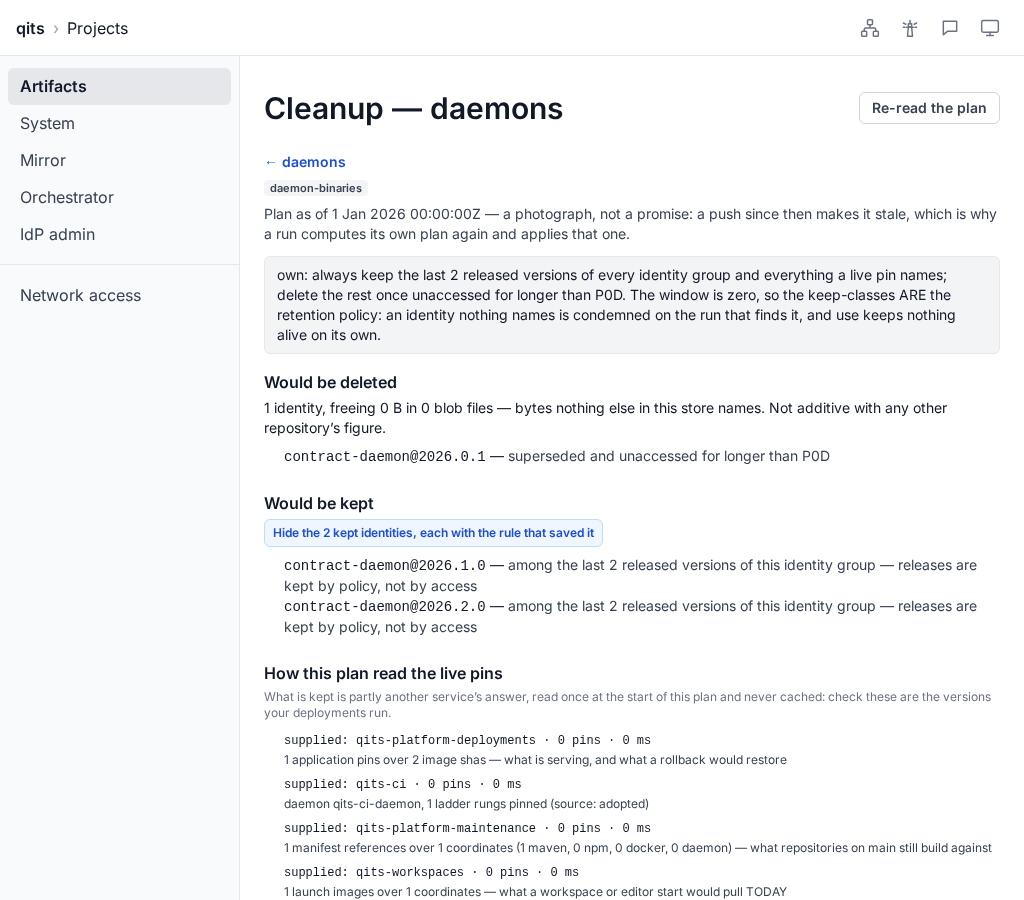 qits › Projects
Artifacts
System
Mirror
Orchestrator
IdP admin
Network access
Cleanup — daemons
Re-read the plan
← daemons
daemon-binaries
Plan as of 1 Jan 2026 00:00:00Z — a photograph, not a promise: a push since then makes it stale, which is why
a run computes its own plan again and applies that one.
own: always keep the last 2 released versions of every identity group and everything a live pin names;
delete the rest once unaccessed for longer than P0D. The window is zero, so the keep-classes ARE the
retention policy: an identity nothing names is condemned on the run that finds it, and use keeps nothing
alive on its own.
Would be deleted
1 identity, freeing 0 B in 0 blob files — bytes nothing else in this store names. Not additive with any other
repository’s figure.
contract-daemon@2026.0.1 — superseded and unaccessed for longer than P0D
Would be kept
Hide the 2 kept identities, each with the rule that saved it
contract-daemon@2026.1.0 — among the last 2 released versions of this identity group — releases are
kept by policy, not by access
contract-daemon@2026.2.0 — among the last 2 released versions of this identity group — releases are
kept by policy, not by access
How this plan read the live pins
What is kept is partly another service’s answer, read once at the start of this plan and never cached: check these are the versions
your deployments run.
supplied: qits-platform-deployments · 0 pins · 0 ms
1 application pins over 2 image shas — what is serving, and what a rollback would restore
supplied: qits-ci · 0 pins · 0 ms
daemon qits-ci-daemon, 1 ladder rungs pinned (source: adopted)
supplied: qits-platform-maintenance · 0 pins · 0 ms
1 manifest references over 1 coordinates (1 maven, 0 npm, 0 docker, 0 daemon) — what repositories on main still build against
supplied: qits-workspaces · 0 pins · 0 ms
1 launch images over 1 coordinates — what a workspace or editor start would pull TODAY